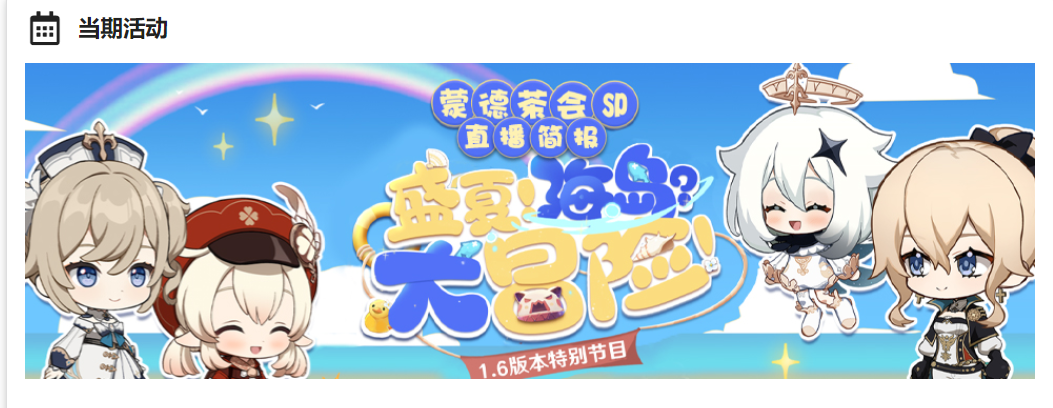 当期活动
蒙德茶会SD
直播简报
盛夏!海岛?
大冒险!
1.6版本特别节目